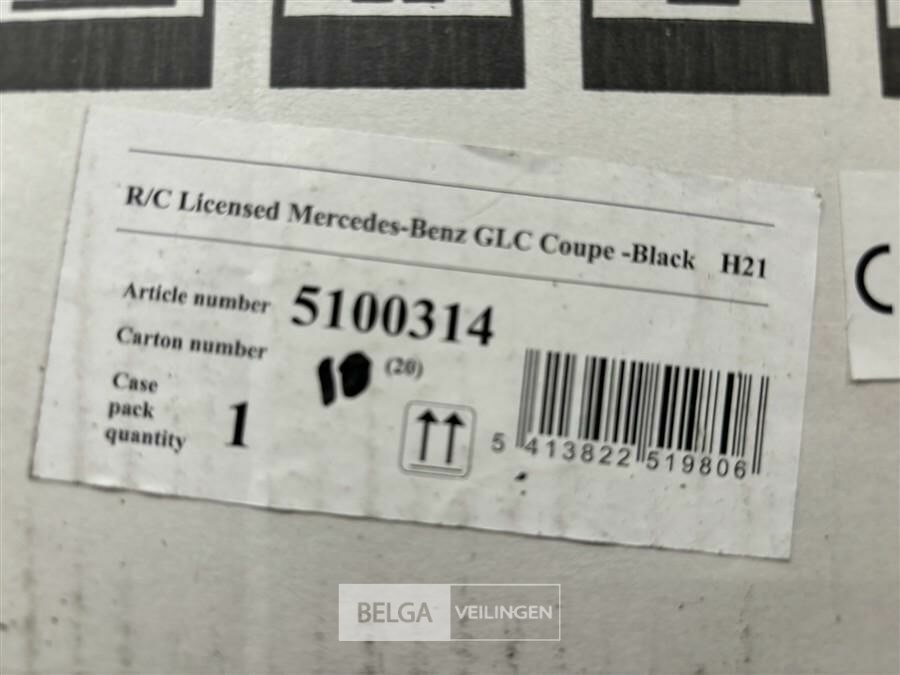 R/C Licensed Mercedes-Benz GLC Coupe -Black H21
Article number 5100314
Carton number 10 (20)
Case
pack
quantity 1
5 413822 519806
BELGA VEILINGEN